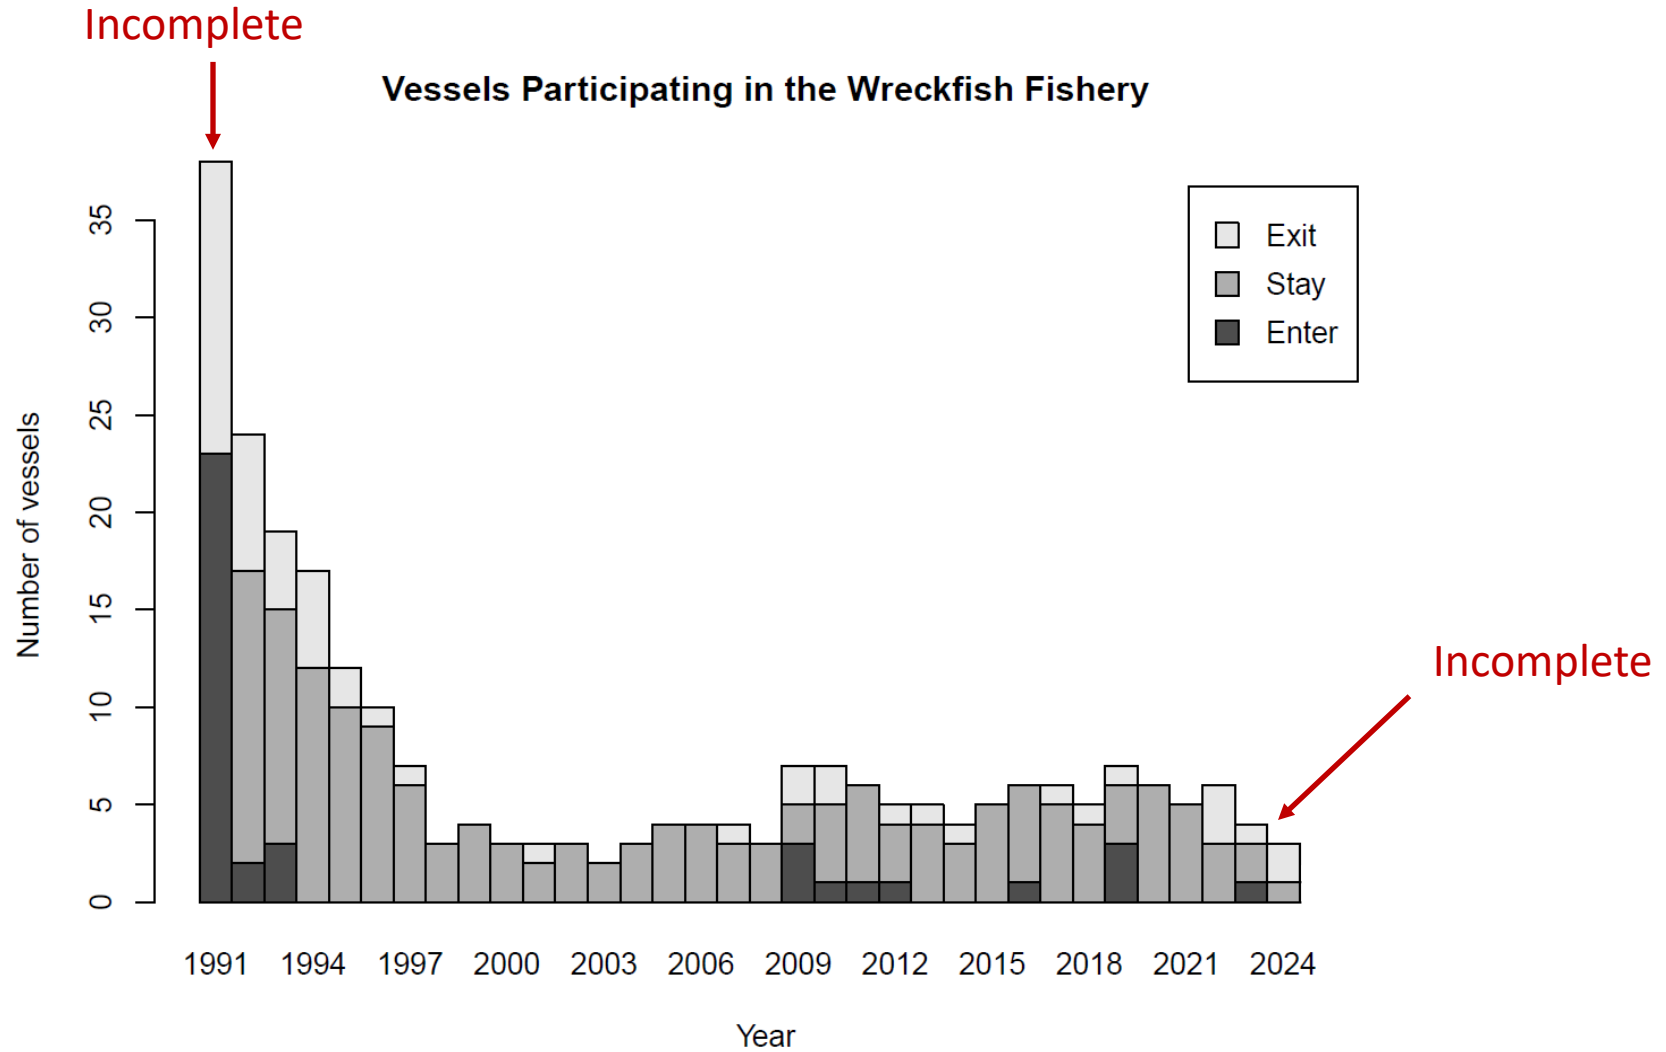 Incomplete
Vessels Participating in the Wreckfish Fishery
Exit
Stay
Enter
Number of vessels
35
30
25
20
15
10
5
0
Incomplete
1991 1994 1997 2000 2003 2006 2009 2012 2015 2018 2021 2024
Year